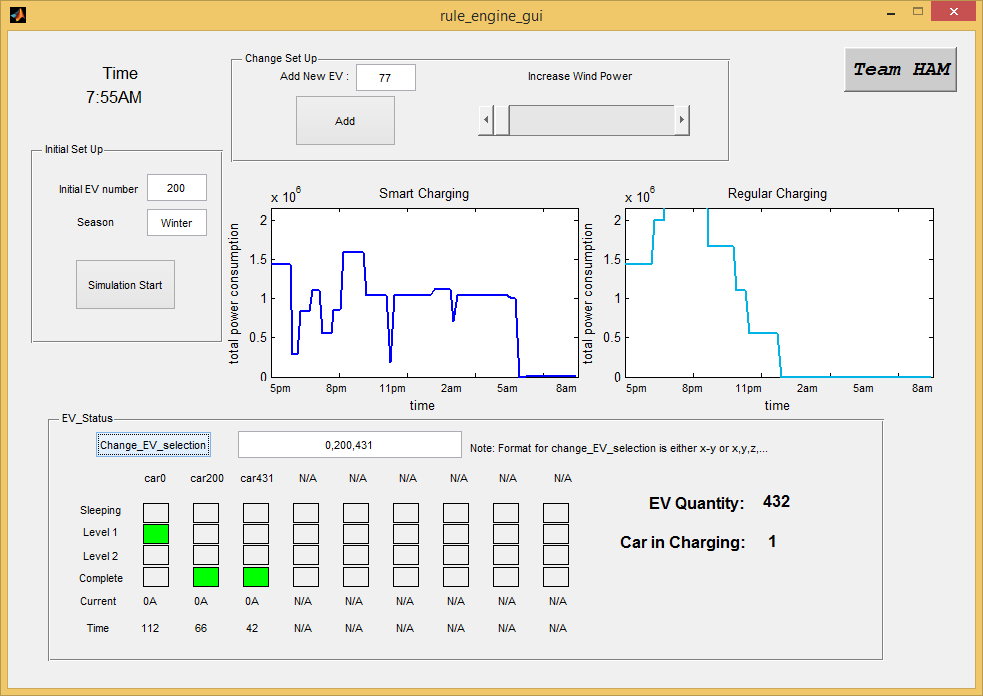 rule_engine_gui
Time
7:55AM
Change Set Up
Add New EV :
77
Increase Wind Power
Add
Team HAM
Initial Set Up
Initial EV number
200
Season
Winter
Simulation Start
x 10^6
Smart Charging
total power consumption
2
1.5
1
0.5
0
5pm 8pm 11pm 2am 5am 8am
time
x 10^6
Regular Charging
total power consumption
2
1.5
1
0.5
0
5pm 8pm 11pm 2am 5am 8am
time
EV_Status
Change_EV_selection
0,200,431
Note: Format for change_EV_selection is either x-y or x,y,z,...
car0 car200 car431 N/A N/A N/A N/A N/A N/A
Sleeping
Level 1
Level 2
Complete
Current 0A 0A 0A N/A N/A N/A N/A N/A N/A
Time 112 66 42 N/A N/A N/A N/A N/A N/A
EV Quantity: 432
Car in Charging: 1